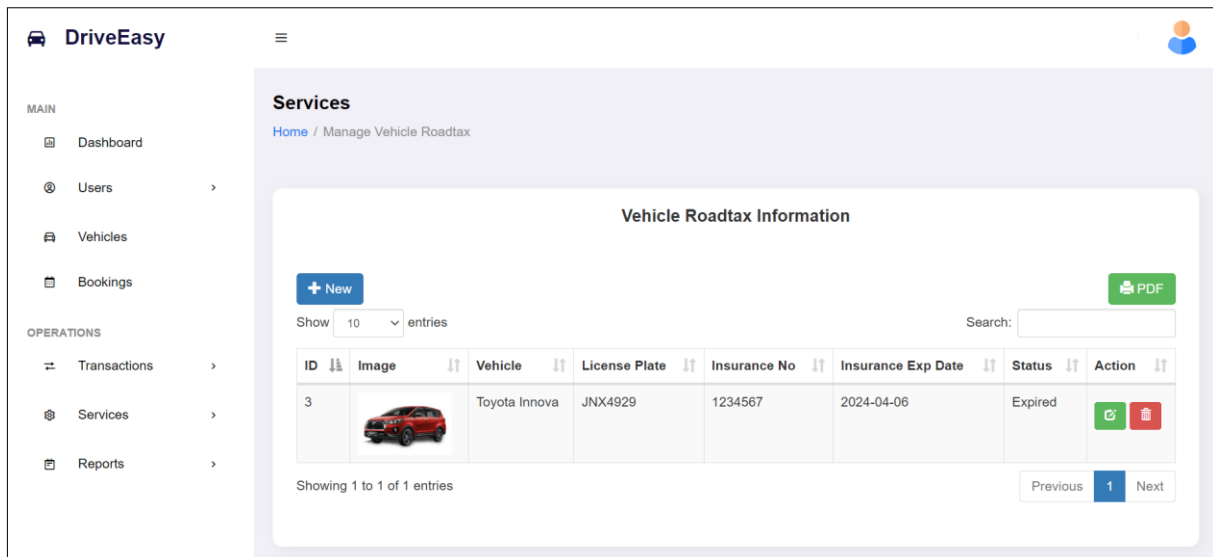 DriveEasy
MAIN
Dashboard
Users
Vehicles
Bookings
OPERATIONS
Transactions
Services
Reports
Services
Home / Manage Vehicle Roadtax
Vehicle Roadtax Information
New
PDF
Show 10 entries
Search:
ID Image Vehicle License Plate Insurance No Insurance Exp Date Status Action
3 Toyota Innova JNX4929 1234567 2024-04-06 Expired
Showing 1 to 1 of 1 entries
Previous 1 Next